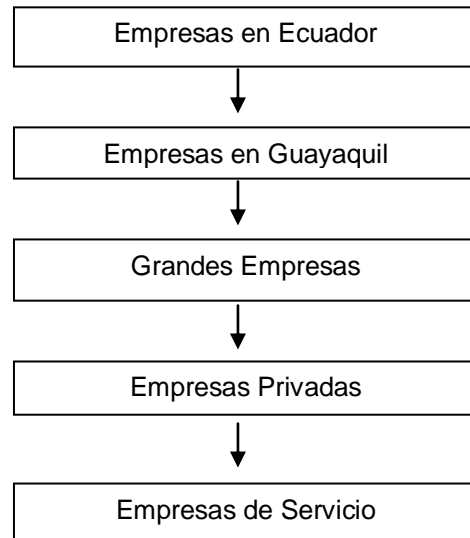 Empresas en Ecuador
Empresas en Guayaquil
Grandes Empresas
Empresas Privadas
Empresas de Servicio